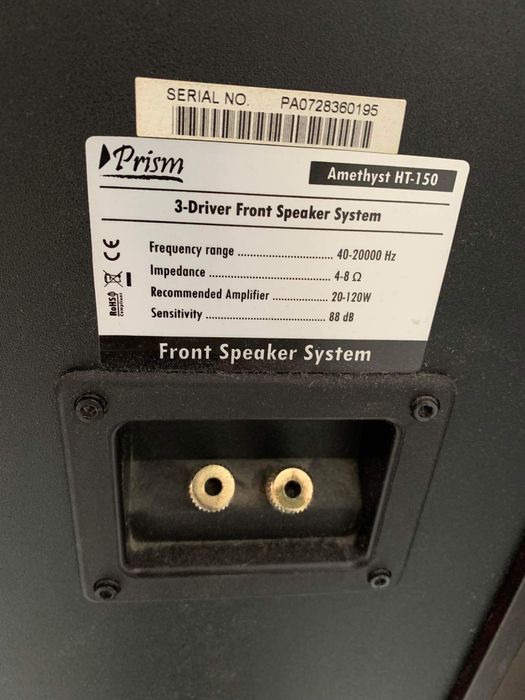 SERIAL NO. PA0728360195
Prism
Amethyst HT-150
3-Driver Front Speaker System
Frequency range ........................ 40-20000 Hz
Impedance ............................... 4-8 Ω
Recommended Amplifier ............... 20-120W
Sensitivity ............................... 88 dB
CE
RoHS
Compliant
Front Speaker System